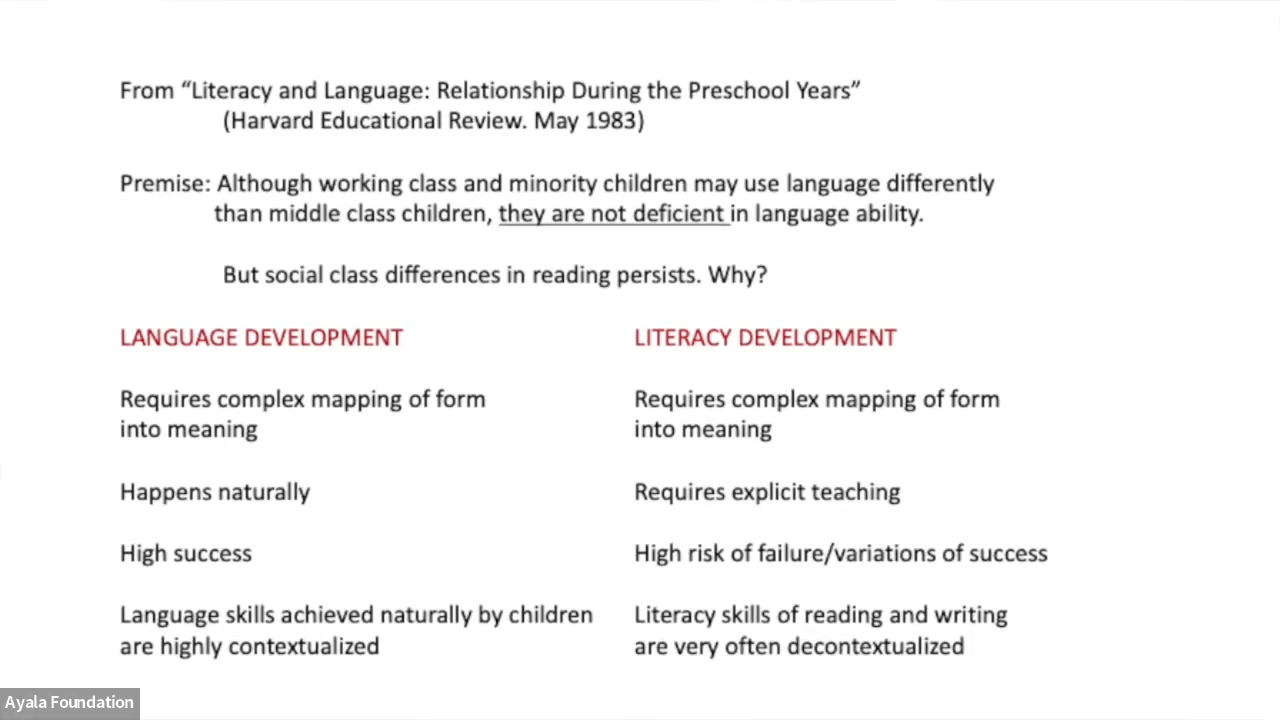 From “Literacy and Language: Relationship During the Preschool Years”
(Harvard Educational Review. May 1983)
Premise: Although working class and minority children may use language differently
than middle class children, they are not deficient in language ability.
But social class differences in reading persists. Why?
LANGUAGE DEVELOPMENT
Requires complex mapping of form
into meaning
Happens naturally
High success
Language skills achieved naturally by children
are highly contextualized
LITERACY DEVELOPMENT
Requires complex mapping of form
into meaning
Requires explicit teaching
High risk of failure/variations of success
Literacy skills of reading and writing
are very often decontextualized
Ayala Foundation